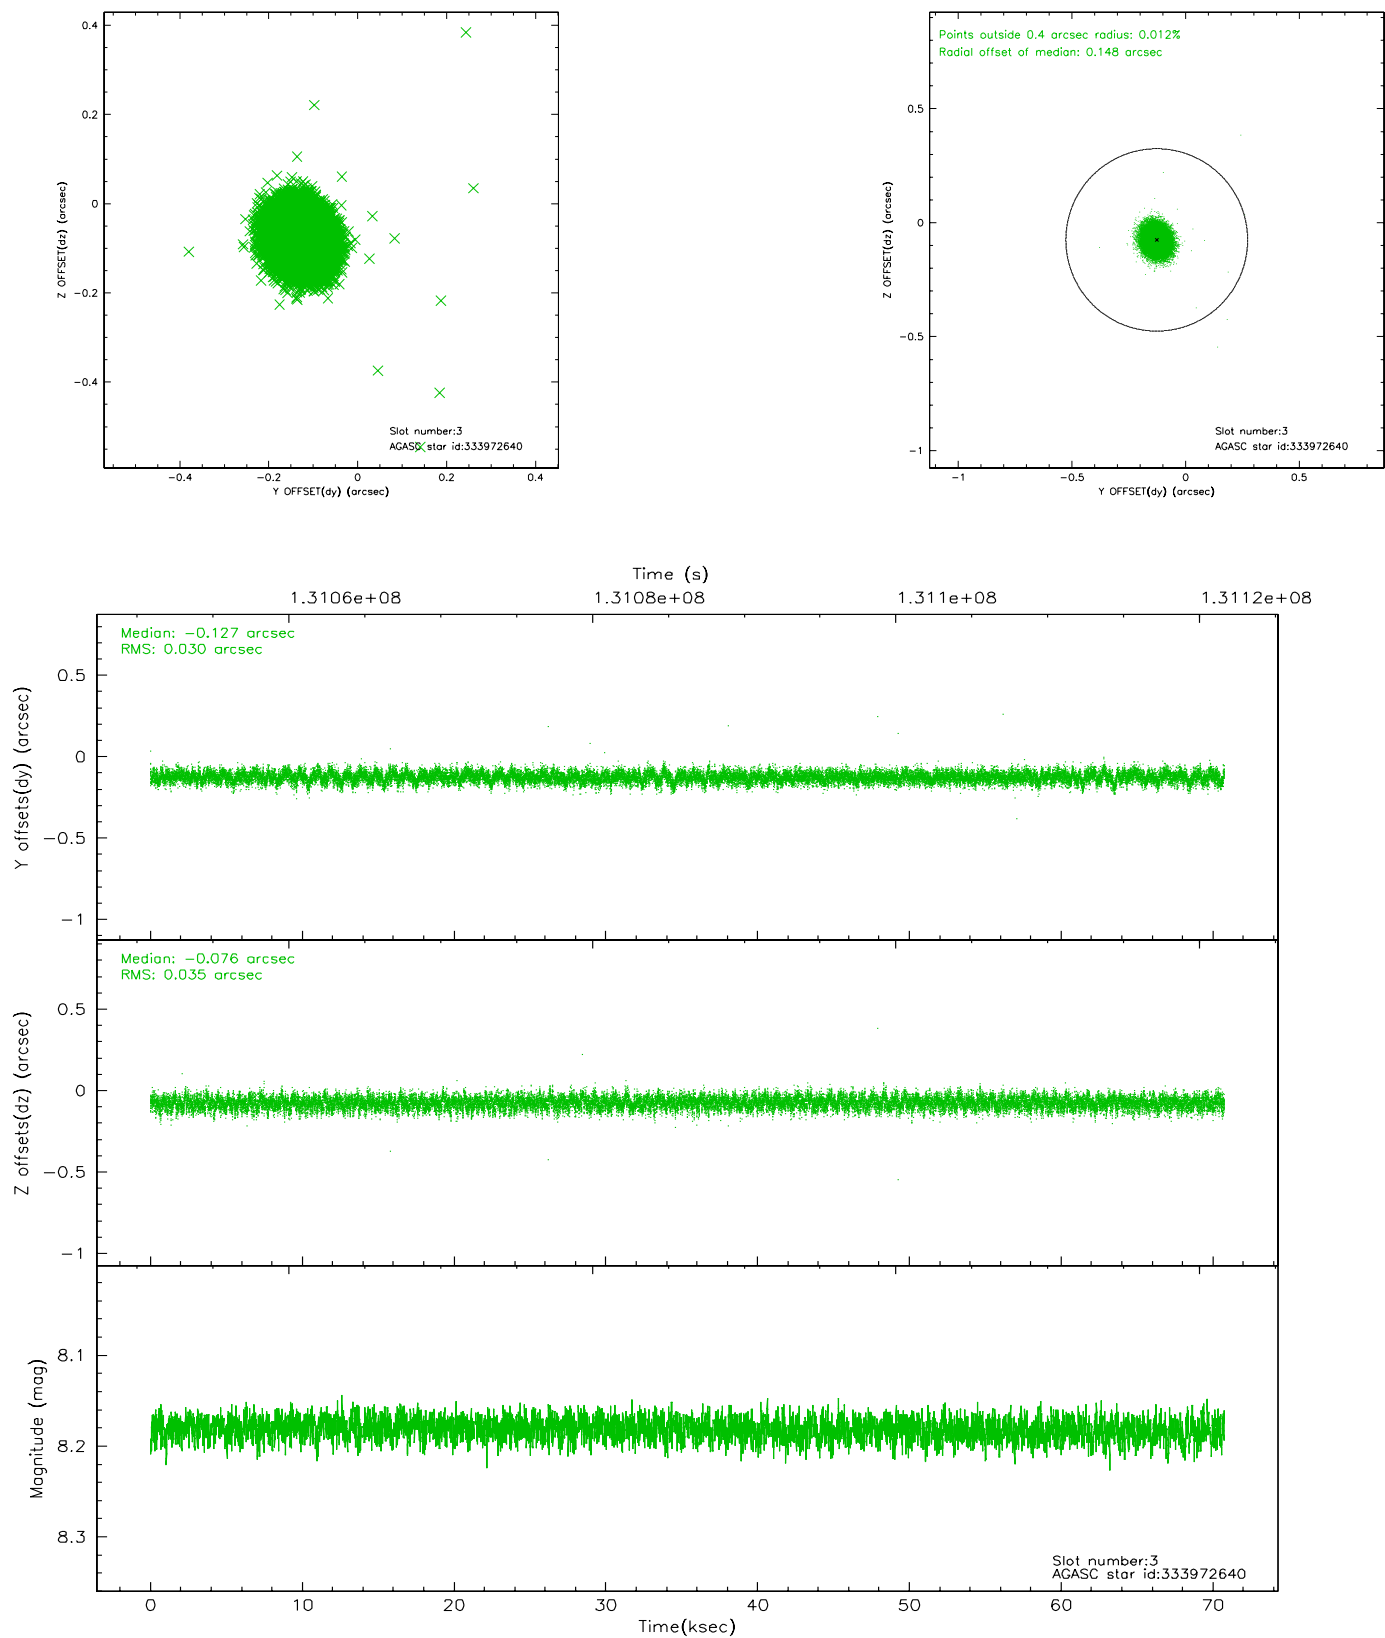 0.4
0.2
0
−0.2
−0.4
Z OFFSET(dz) (arcsec)
Slot number:3
AGASC star id:333972640
−0.4 −0.2 0 0.2 0.4
Y OFFSET(dy) (arcsec)
Points outside 0.4 arcsec radius: 0.012%
Radial offset of median: 0.148 arcsec
0.5
0
−0.5
−1
Z OFFSET(dz) (arcsec)
Slot number:3
AGASC star id:333972640
−1 −0.5 0 0.5
Y OFFSET(dy) (arcsec)
Time (s)
1.3106e+08 1.3108e+08 1.311e+08 1.3112e+08
Median: −0.127 arcsec
RMS: 0.030 arcsec
0.5
0
−0.5
−1
Y offsets(dy) (arcsec)
Median: −0.076 arcsec
RMS: 0.035 arcsec
0.5
0
−0.5
−1
Z offsets(dz) (arcsec)
8.1
8.2
8.3
Magnitude (mag)
Slot number:3
AGASC star id:333972640
0 10 20 30 40 50 60 70
Time(ksec)